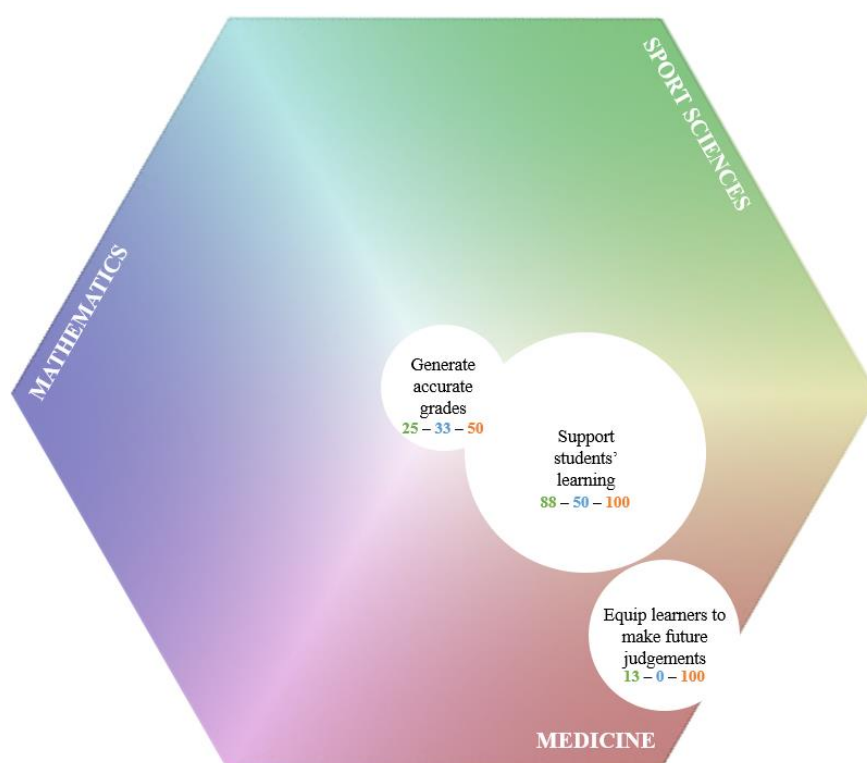 SPORT SCIENCES
MATHEMATICS
Generate
accurate
grades
25 – 33 – 50
Support
students’
learning
88 – 50 – 100
Equip learners to
make future
judgements
13 – 0 – 100
MEDICINE